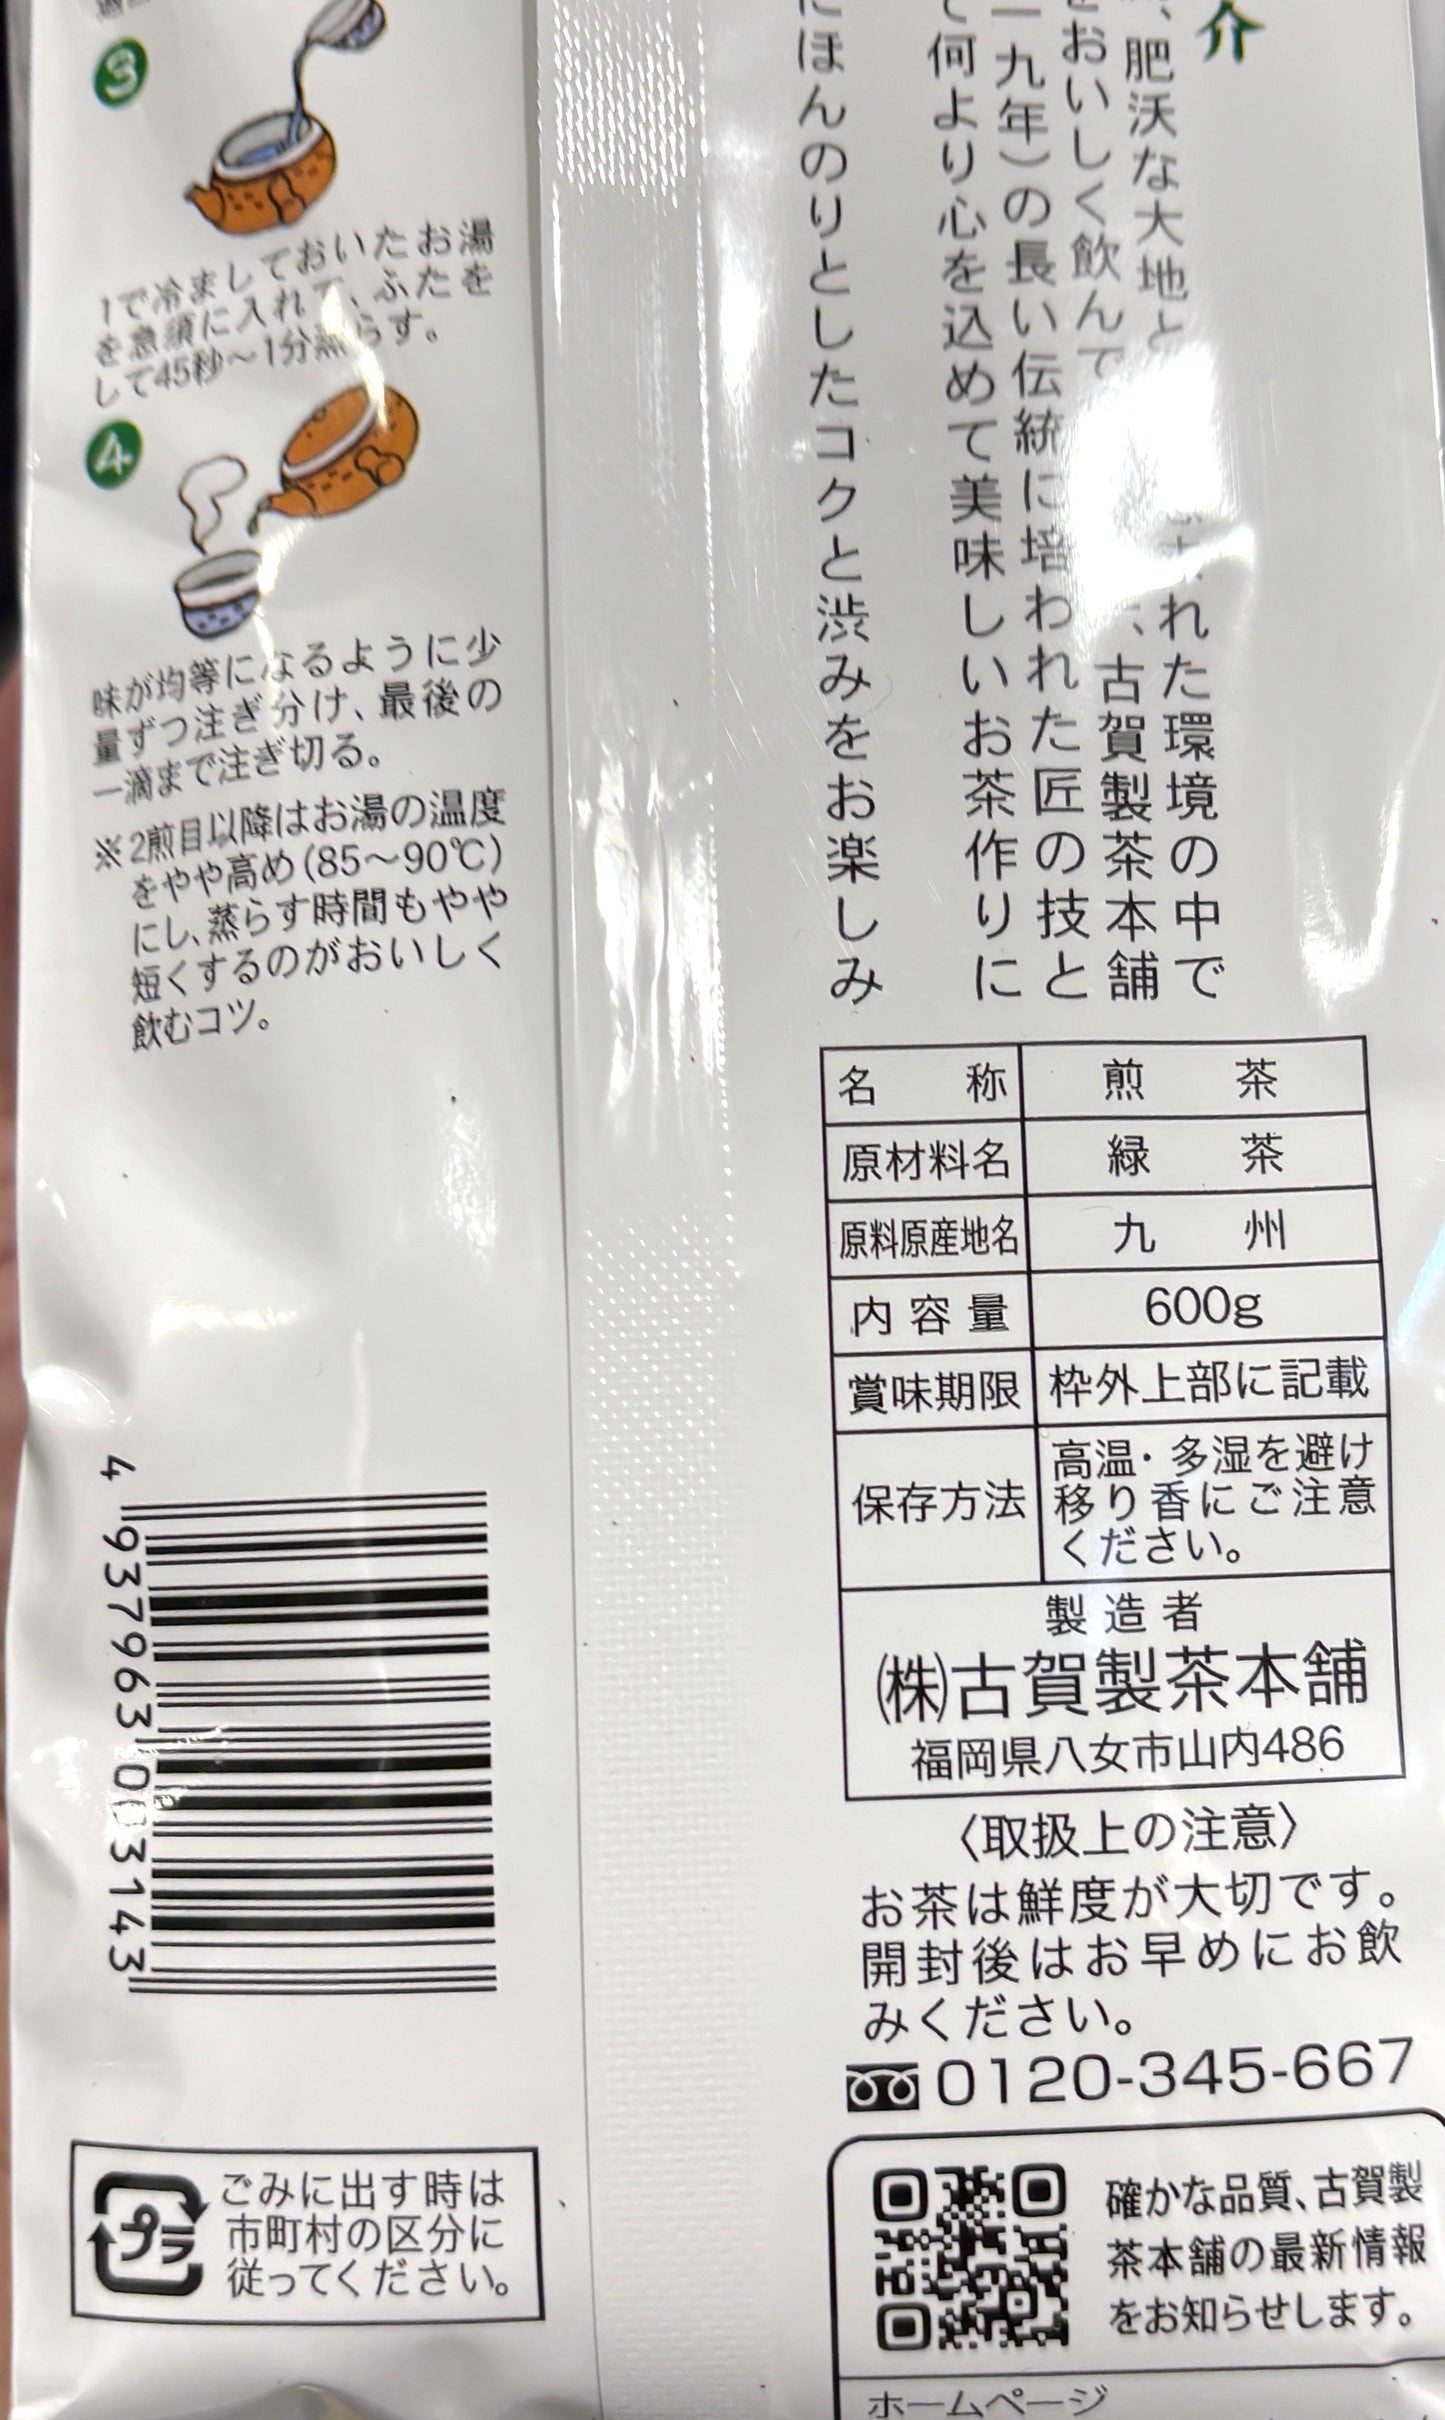 介
、肥沃な大地と
れた環境の中で
おいしく飲んで
、古賀製茶本舗
一九年)の長い伝統に培われた匠の技と
て何より心を込めて美味しいお茶作りに
にほんのりとしたコクと渋みをお楽しみ
3
1で冷ましておいたお湯
を急須に入れて、ふたを
して45秒〜1分蒸らす。
4
味が均等になるように少
量ずつ注ぎ分け、最後の
一滴まで注ぎ切る。
※2煎目以降はお湯の温度
をやや高め(85〜90℃)
にし、蒸らす時間もやや
短くするのがおいしく
飲むコツ。
名 称 煎 茶
原材料名 緑 茶
原料原産地名 九 州
内容量 600g
賞味期限 枠外上部に記載
保存方法 高温・多湿を避け
移り香にご注意
ください。
製造者
(株)古賀製茶本舗
福岡県八女市山内486
〈取扱上の注意〉
お茶は鮮度が大切です。
開封後はお早めにお飲
みください。
0120-345-667
確かな品質、古賀製
茶本舗の最新情報
をお知らせします。
ホームページ
4 937963 003143
プラ
ごみに出す時は
市町村の区分に
従ってください。